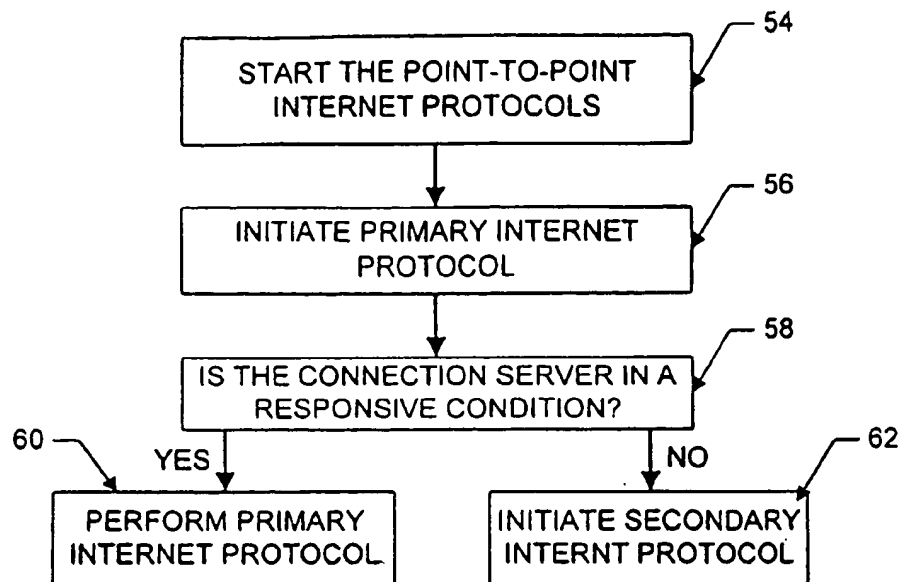 54
START THE POINT-TO-POINT
INTERNET PROTOCOLS
56
INITIATE PRIMARY INTERNET
PROTOCOL
58
IS THE CONNECTION SERVER IN A
RESPONSIVE CONDITION?
60
YES
NO
62
PERFORM PRIMARY
INTERNET PROTOCOL
INITIATE SECONDARY
INTERNT PROTOCOL